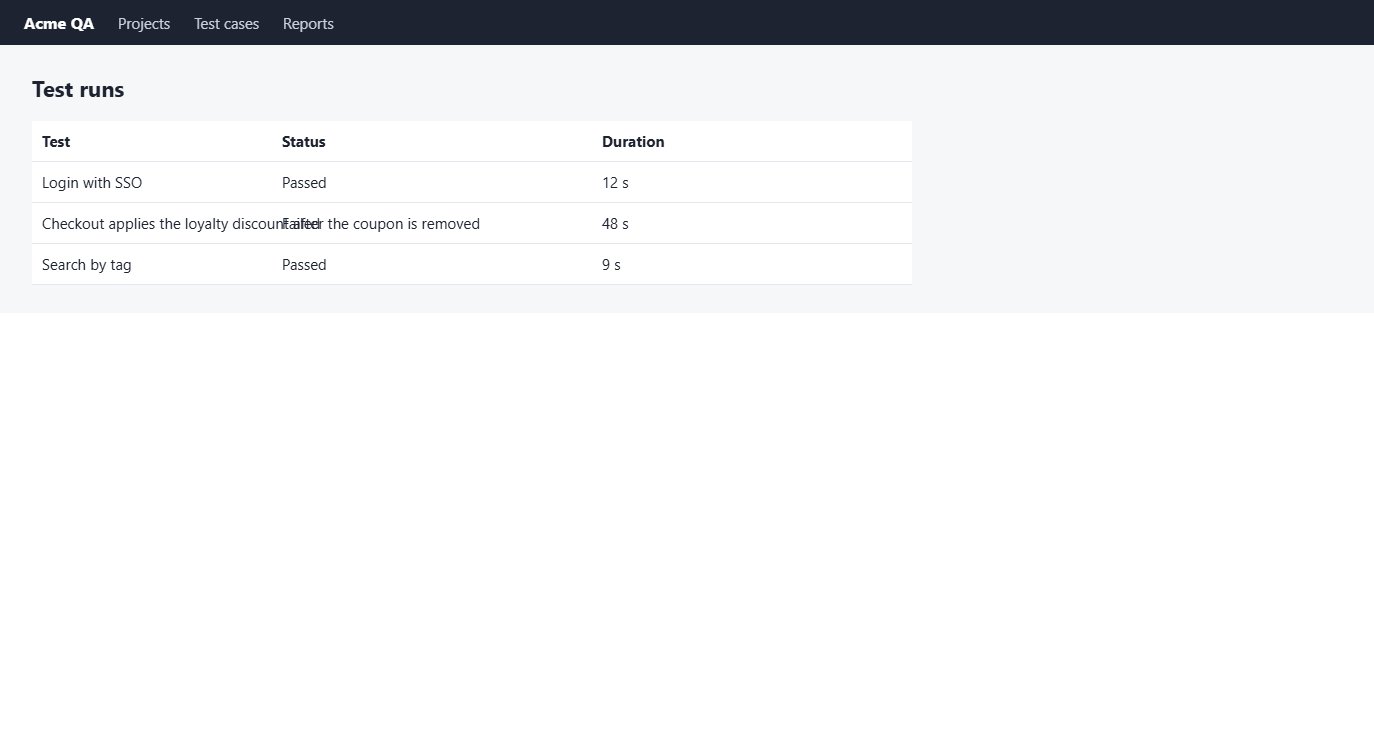 Acme QA Projects Test cases Reports
Test runs
Test Status Duration
Login with SSO Passed 12 s
Checkout applies the loyalty discount after the coupon is removed Failed 48 s
Search by tag Passed 9 s